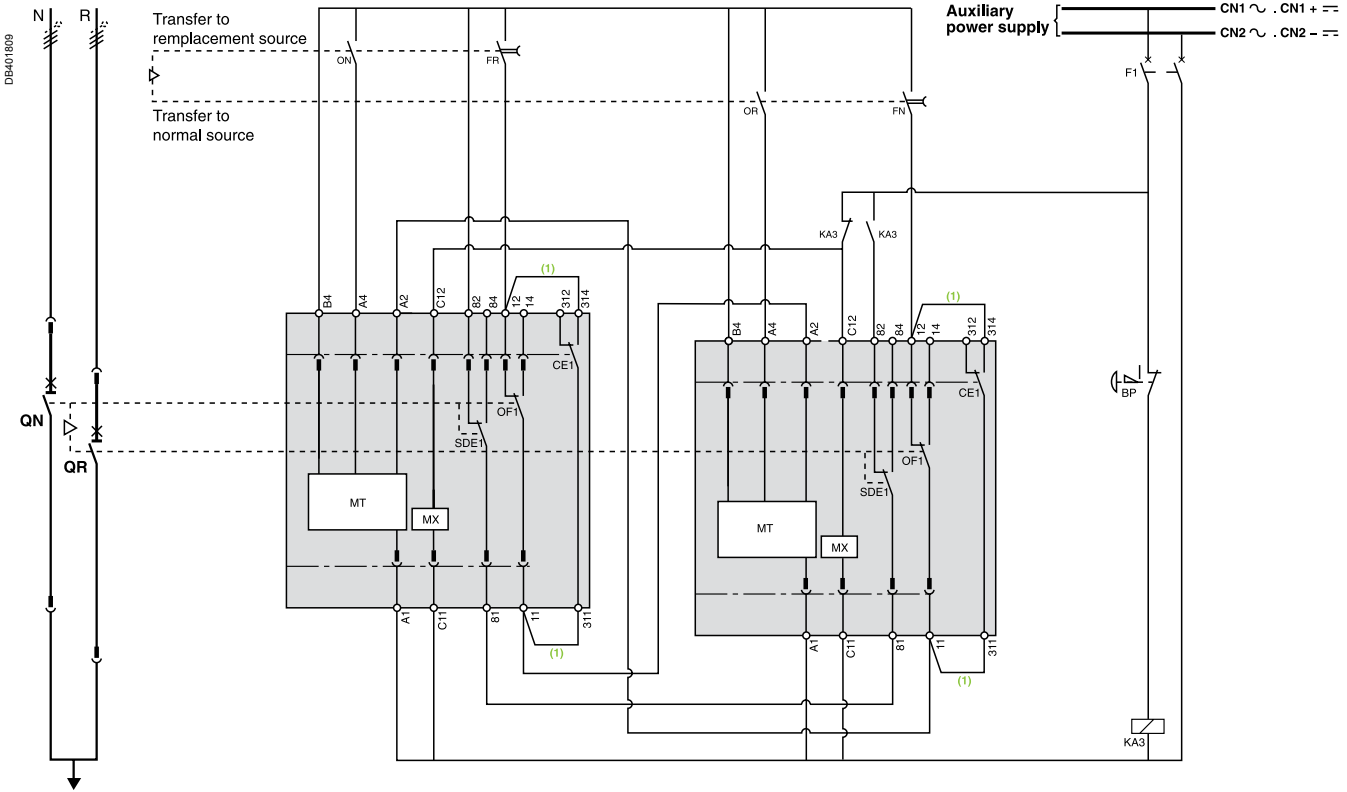 DB401809
N
R
Transfer to
remplacement source
Transfer to
normal source
ON
FR
OR
FN
Auxiliary
power supply
CN1 ∿ . CN1 + ⎓
CN2 ∿ . CN2 – ⎓
F1
KA3
KA3
(1)
B4
A4
A2
C12
82
84
12
14
312
314
(1)
B4
A4
A2
C12
82
84
12
14
312
314
CE1
OF1
SDE1
MT
MX
CE1
OF1
SDE1
MT
MX
BP
QN
QR
A1
C11
81
11
311
(1)
A1
C11
81
11
311
(1)
KA3